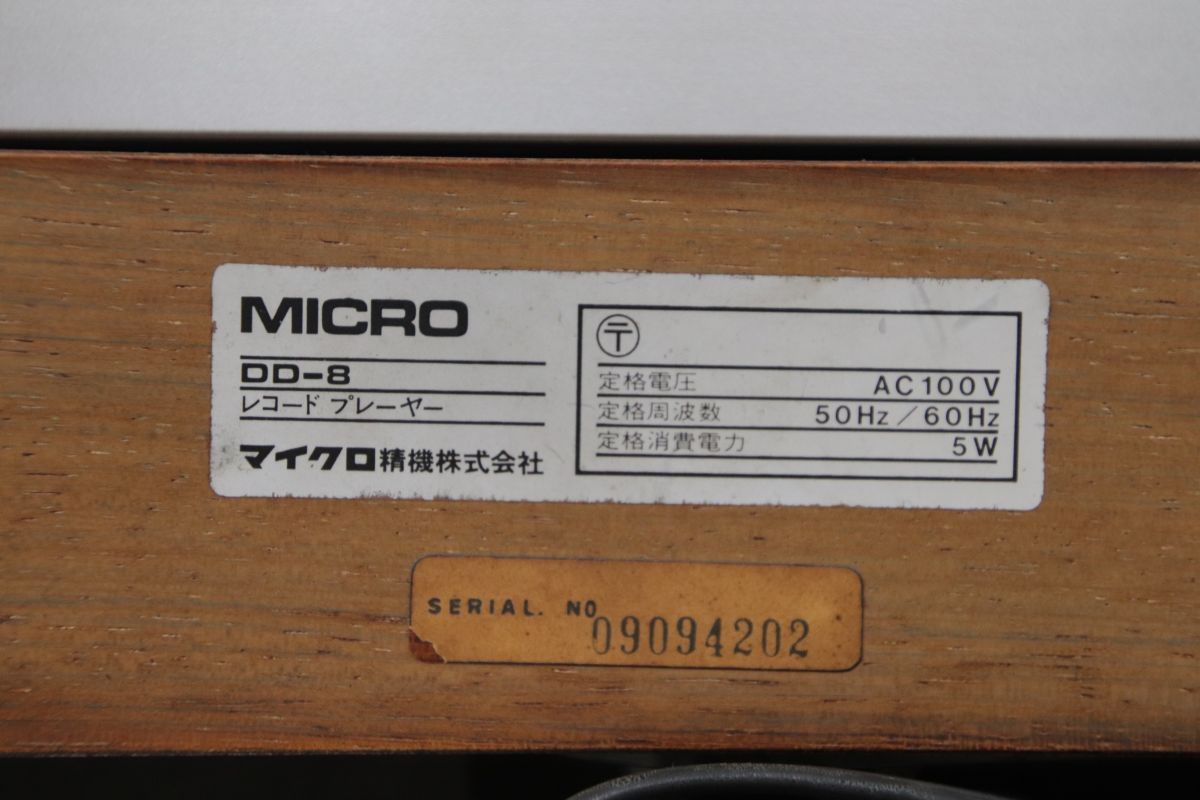 MICRO
DD-8
レコード プレーヤー
マイクロ精機株式会社
〒
定格電圧 AC100V
定格周波数 50Hz/60Hz
定格消費電力 5W
SERIAL. NO
09094202